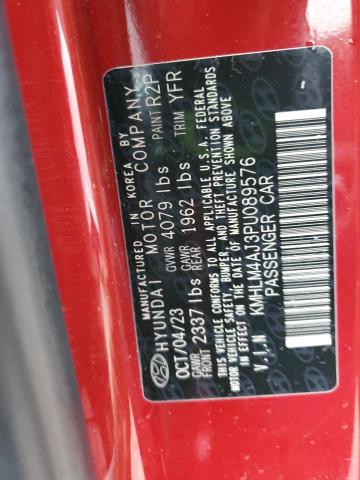 MANUFACTURED IN KOREA BY
HYUNDAI MOTOR COMPANY
OCT/04/23 GVWR 4079 lbs PAINT R2P
GAWR FRONT 2337 lbs GAWR REAR 1962 lbs TRIM YFR
THIS VEHICLE CONFORMS TO ALL APPLICABLE U.S.A. FEDERAL
MOTOR VEHICLE SAFETY, BUMPER, AND THEFT PREVENTION STANDARDS
IN EFFECT ON THE DATE OF MANUFACTURE SHOWN ABOVE
V.I.N KMHLN4AJ3PU089576
PASSENGER CAR